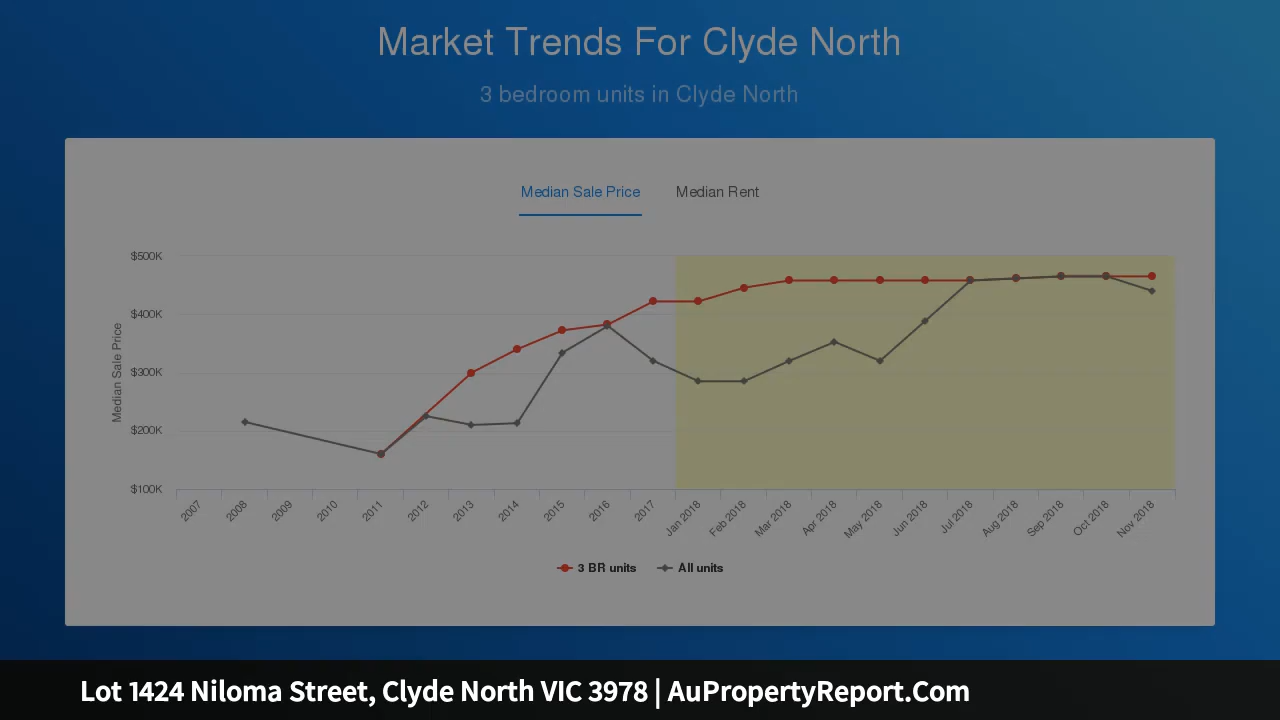 Market Trends For Clyde North
3 bedroom units in Clyde North
Median Sale Price Median Rent
Median Sale Price
$500K
$400K
$300K
$200K
$100K
2007 2008 2009 2010 2011 2012 2013 2014 2015 2016 2017 Jan 2018 Feb 2018 Mar 2018 Apr 2018 May 2018 Jun 2018 Jul 2018 Aug 2018 Sep 2018 Oct 2018 Nov 2018
3 BR units All units
Lot 1424 Niloma Street, Clyde North VIC 3978 | AuPropertyReport.Com